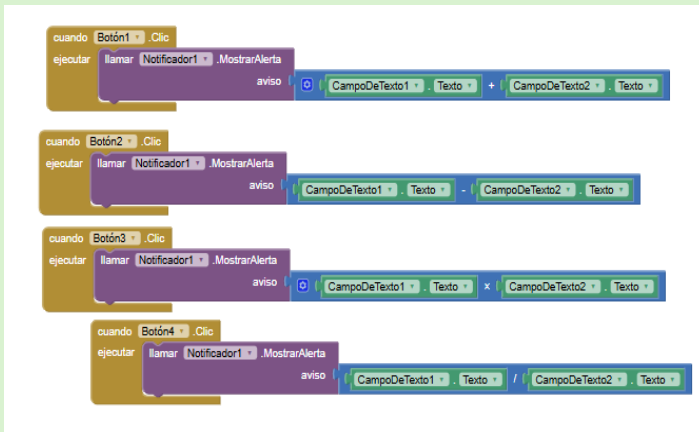 cuando Botón1 .Clic
ejecutar llamar Notificador1 .MostrarAlerta
aviso CampoDeTexto1 . Texto + CampoDeTexto2 . Texto
cuando Botón2 .Clic
ejecutar llamar Notificador1 .MostrarAlerta
aviso CampoDeTexto1 . Texto - CampoDeTexto2 . Texto
cuando Botón3 .Clic
ejecutar llamar Notificador1 .MostrarAlerta
aviso CampoDeTexto1 . Texto x CampoDeTexto2 . Texto
cuando Botón4 .Clic
ejecutar llamar Notificador1 .MostrarAlerta
aviso CampoDeTexto1 . Texto / CampoDeTexto2 . Texto